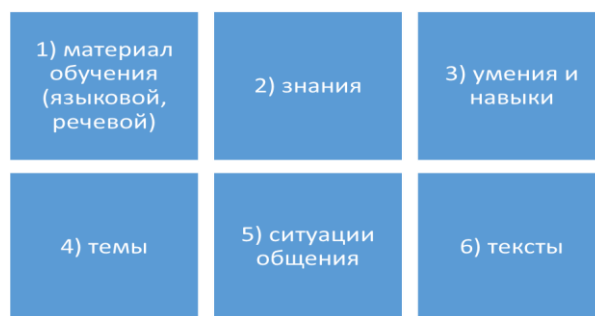 1) материал
обучения
(языковой,
речевой)
2) знания
3) умения и
навыки
4) темы
5) ситуации
общения
6) тексты